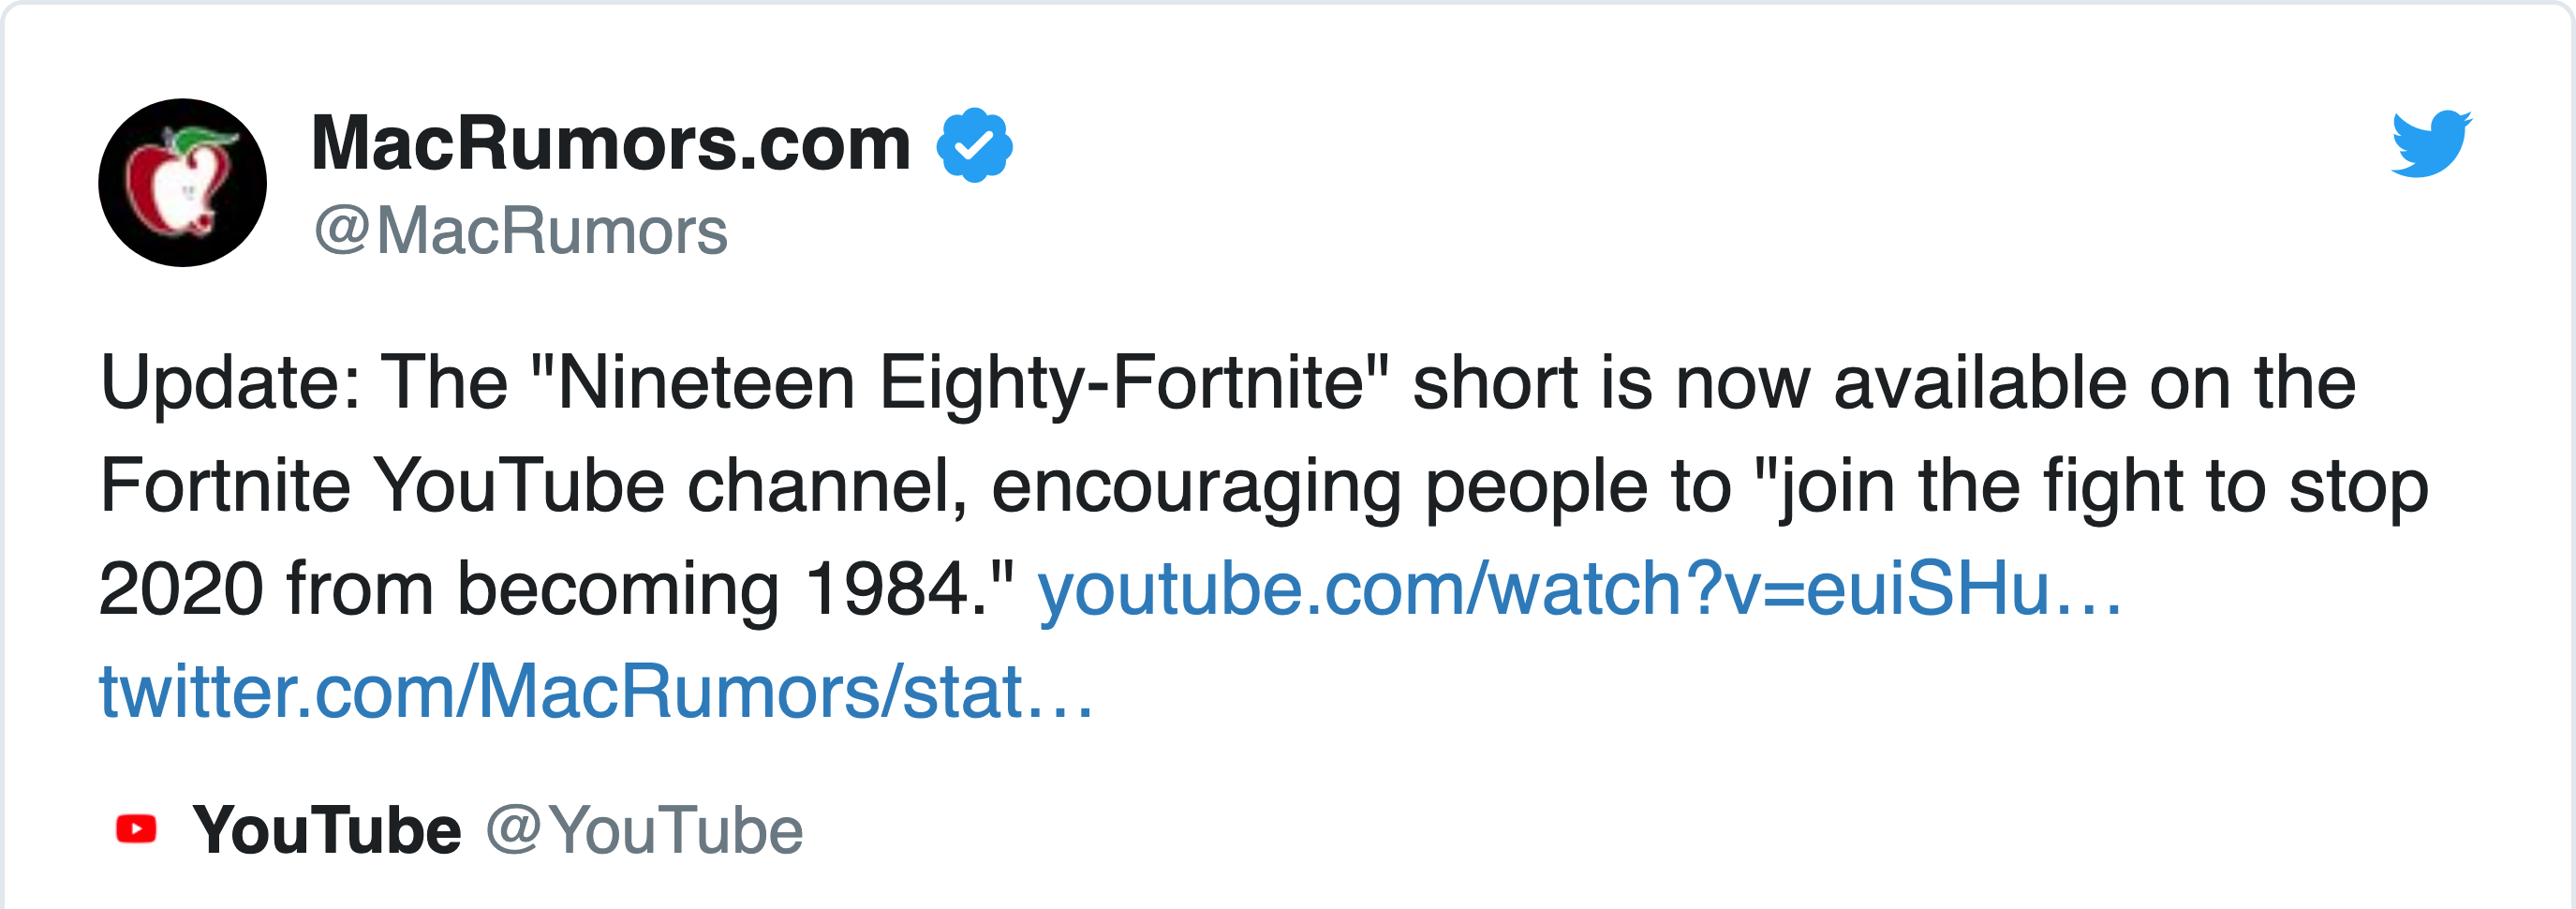 MacRumors.com
@MacRumors
Update: The "Nineteen Eighty-Fortnite" short is now available on the
Fortnite YouTube channel, encouraging people to "join the fight to stop
2020 from becoming 1984." youtube.com/watch?v=euiSHu…
twitter.com/MacRumors/stat…
YouTube @YouTube